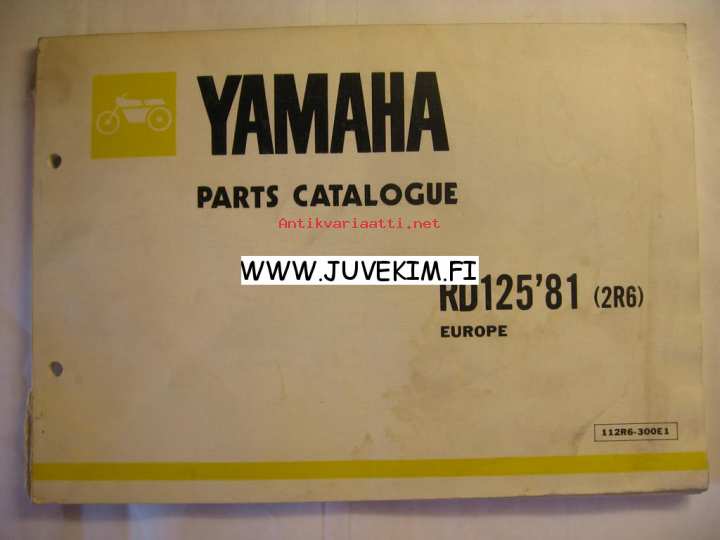 YAMAHA
PARTS CATALOGUE
Antikvariaatti.net
WWW.JUVEKIM.FI
RD125'81 (2R6)
EUROPE
112R6-300E1